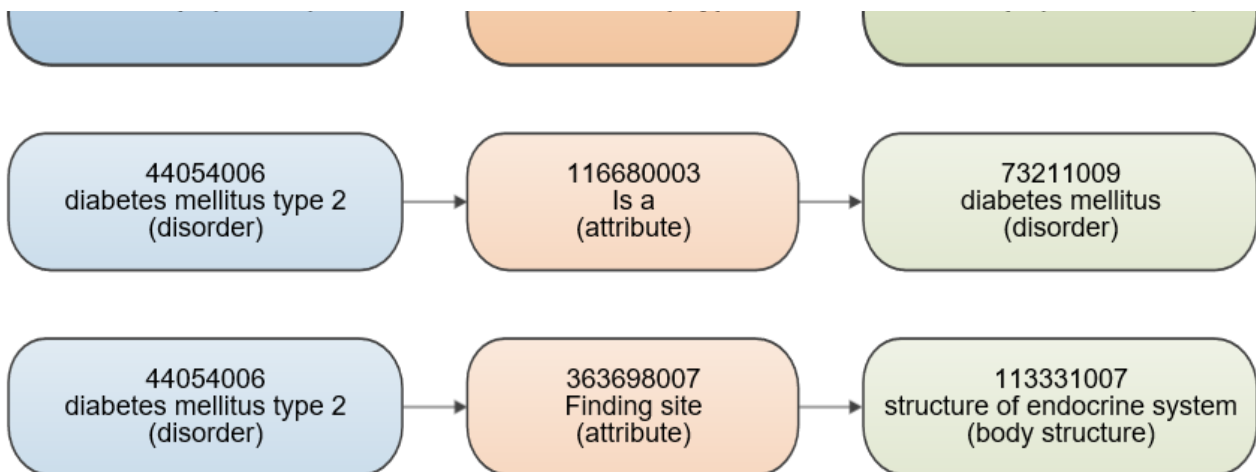 44054006
diabetes mellitus type 2
(disorder)
116680003
Is a
(attribute)
73211009
diabetes mellitus
(disorder)
44054006
diabetes mellitus type 2
(disorder)
363698007
Finding site
(attribute)
113331007
structure of endocrine system
(body structure)